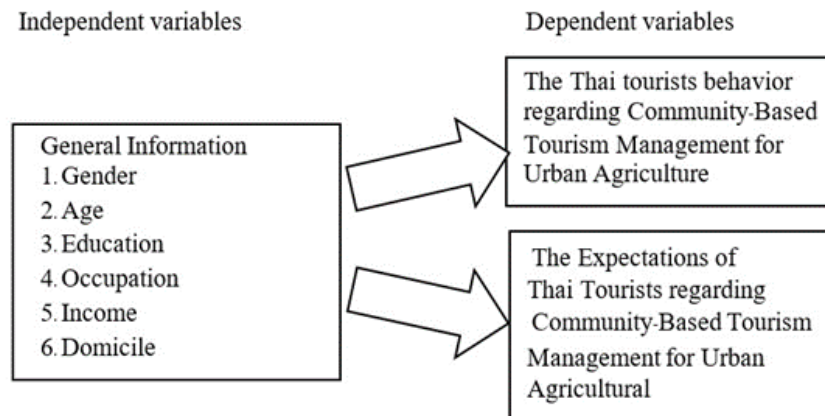 Independent variables
Dependent variables
General Information
1. Gender
2. Age
3. Education
4. Occupation
5. Income
6. Domicile
The Thai tourists behavior
regarding Community-Based
Tourism Management for
Urban Agriculture
The Expectations of
Thai Tourists regarding
Community-Based Tourism
Management for Urban
Agricultural